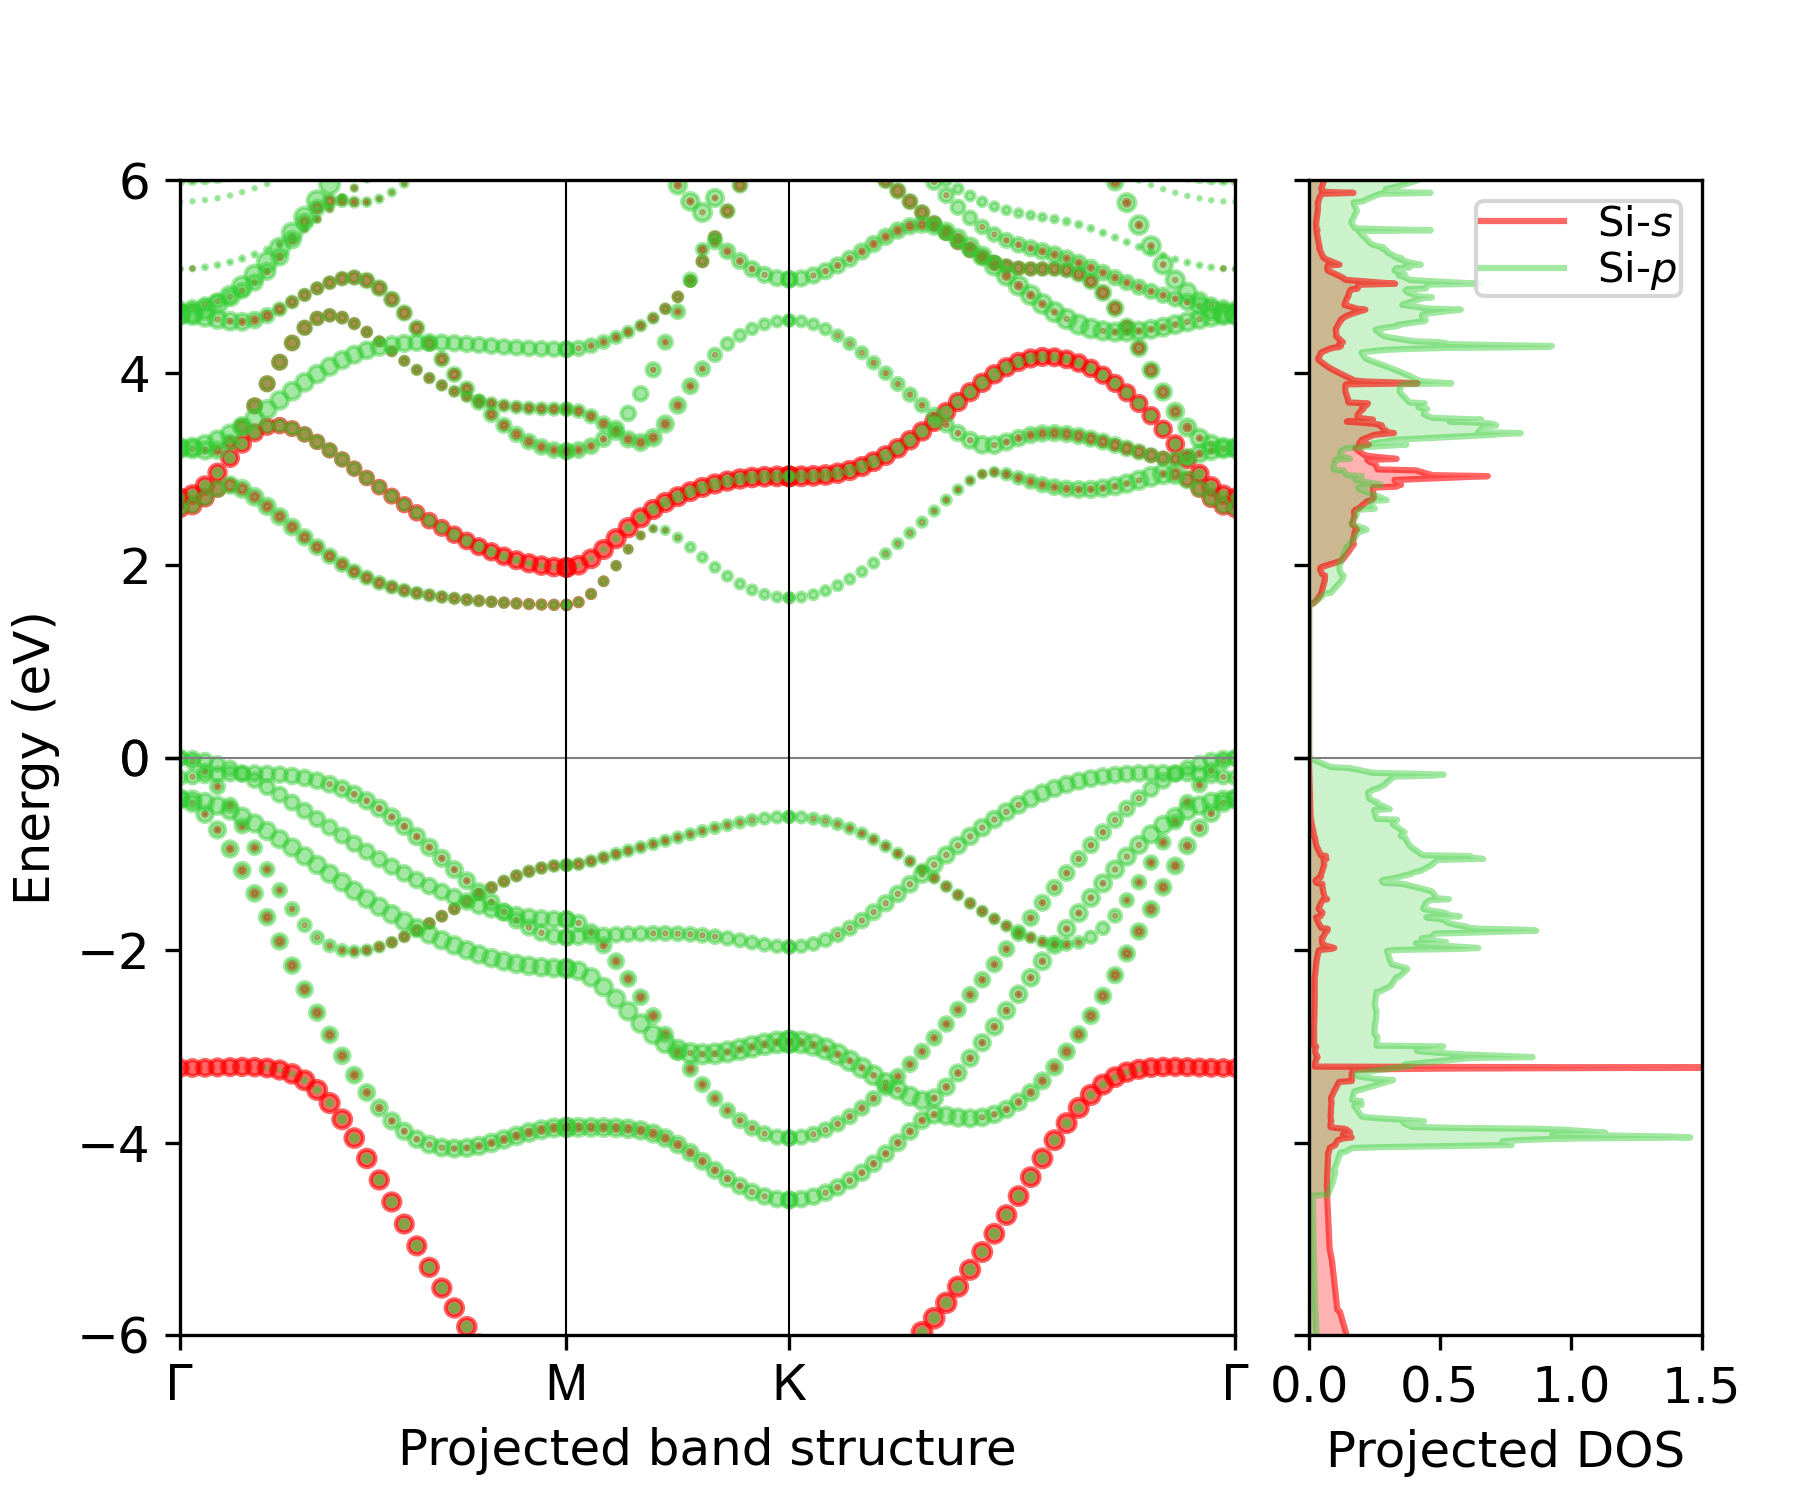 6
4
2
0
−2
−4
−6
Energy (eV)
Γ
M
K
Γ
Projected band structure
Si-s
Si-p
0.0
0.5
1.0
1.5
Projected DOS